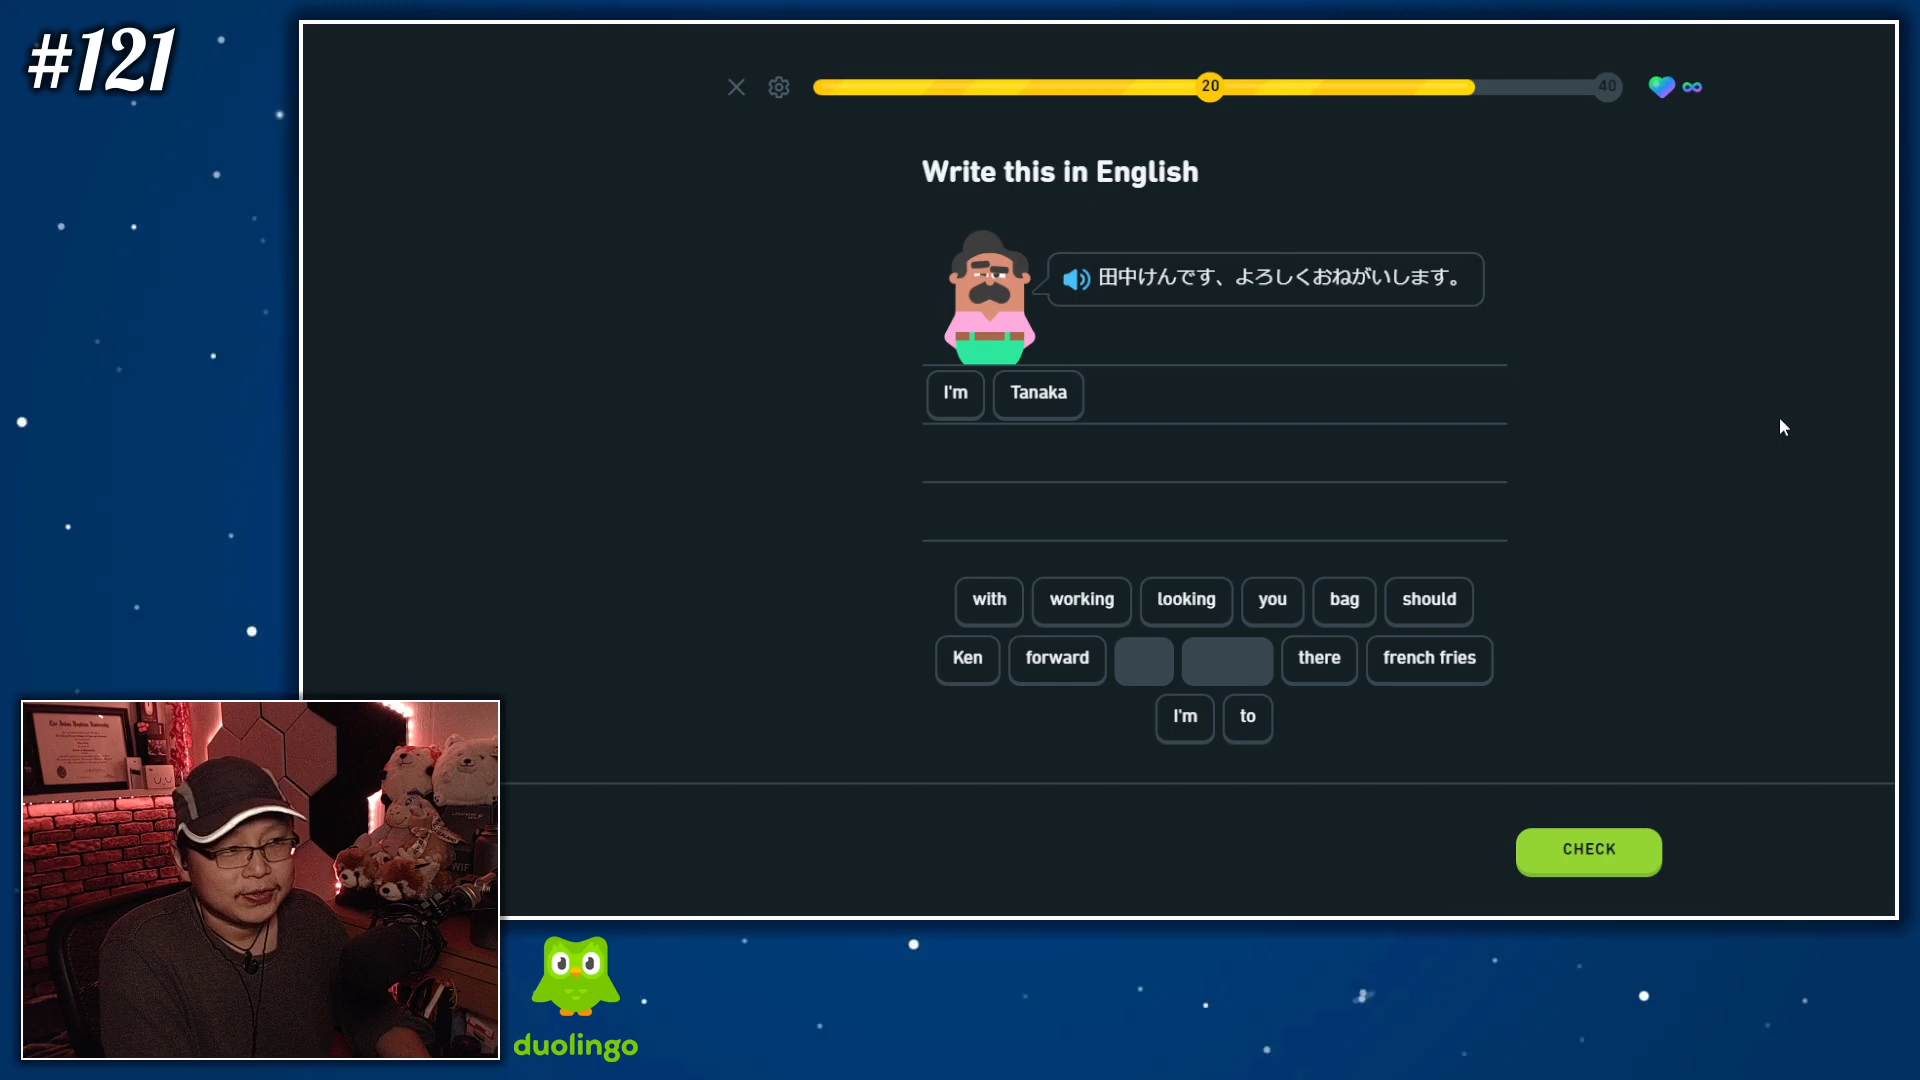 #121
20
40
Write this in English
田中けんです、よろしくおねがいします。
I'm Tanaka
with working looking you bag should
Ken forward there french fries
I'm to
CHECK
duolingo